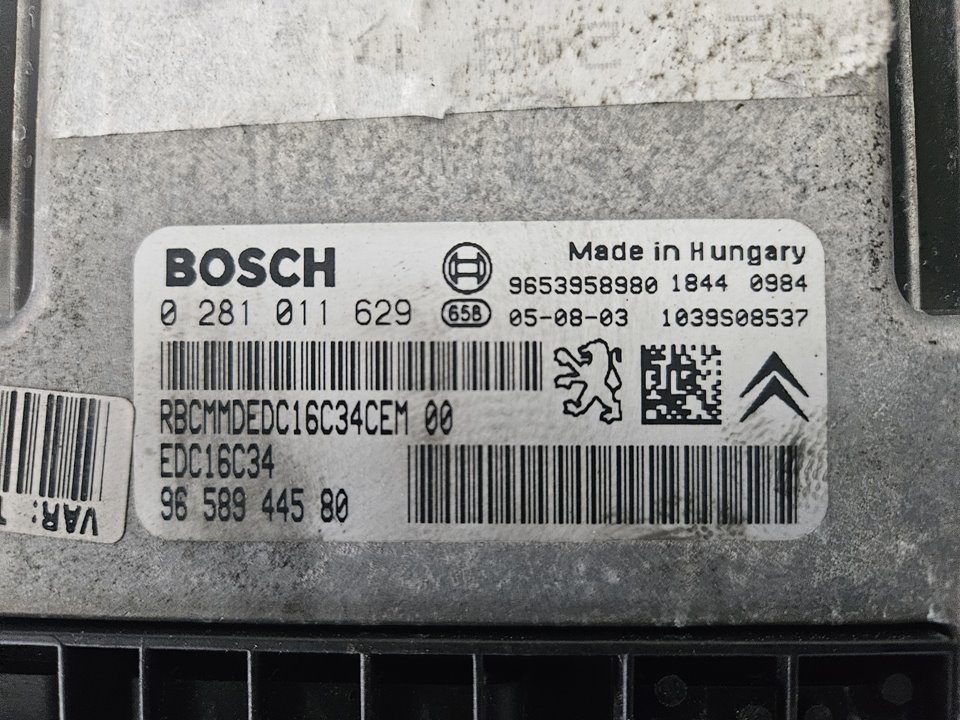 BOSCH
Made in Hungary
9653958980 1844 0984
0 281 011 629
658
05-08-03 1039S08537
RBCMMDEDC16C34CEM 00
EDC16C34
96 589 445 80
VAR: